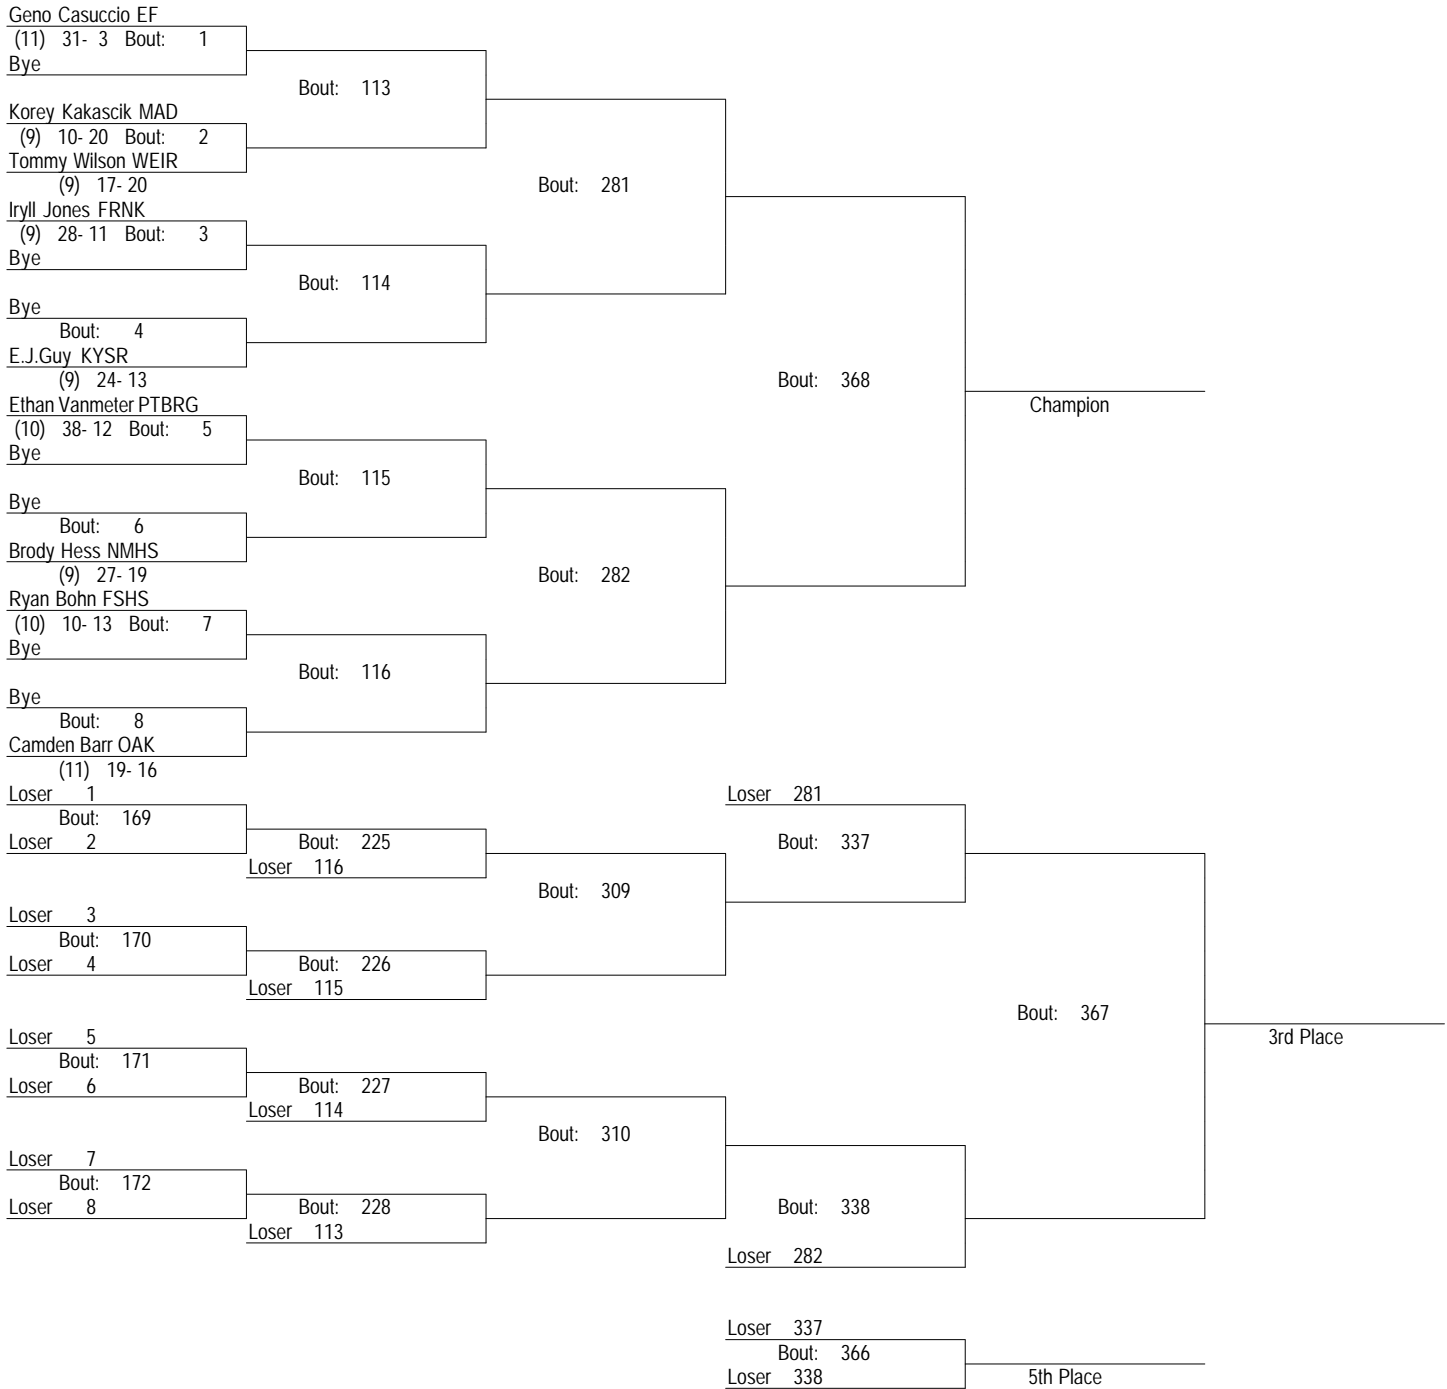 Geno Casuccio EF
(11) 31- 3 Bout: 1
Bye
Bout: 113
Korey Kakascik MAD
(9) 10- 20 Bout: 2
Tommy Wilson WEIR
(9) 17- 20
Bout: 281
Iryll Jones FRNK
(9) 28- 11 Bout: 3
Bye
Bout: 114
Bye
Bout: 4
E.J.Guy KYSR
(9) 24- 13
Bout: 368
Champion
Ethan Vanmeter PTBRG
(10) 38- 12 Bout: 5
Bye
Bout: 115
Bye
Bout: 6
Brody Hess NMHS
(9) 27- 19
Bout: 282
Ryan Bohn FSHS
(10) 10- 13 Bout: 7
Bye
Bout: 116
Bye
Bout: 8
Camden Barr OAK
(11) 19- 16
Loser 1
Bout: 169
Loser 2
Bout: 225
Loser 116
Loser 281
Bout: 337
Bout: 309
Loser 3
Bout: 170
Loser 4
Bout: 226
Loser 115
Bout: 367
3rd Place
Loser 5
Bout: 171
Loser 6
Bout: 227
Loser 114
Bout: 310
Loser 7
Bout: 172
Loser 8
Bout: 228
Loser 113
Bout: 338
Loser 282
Loser 337
Bout: 366
Loser 338
5th Place